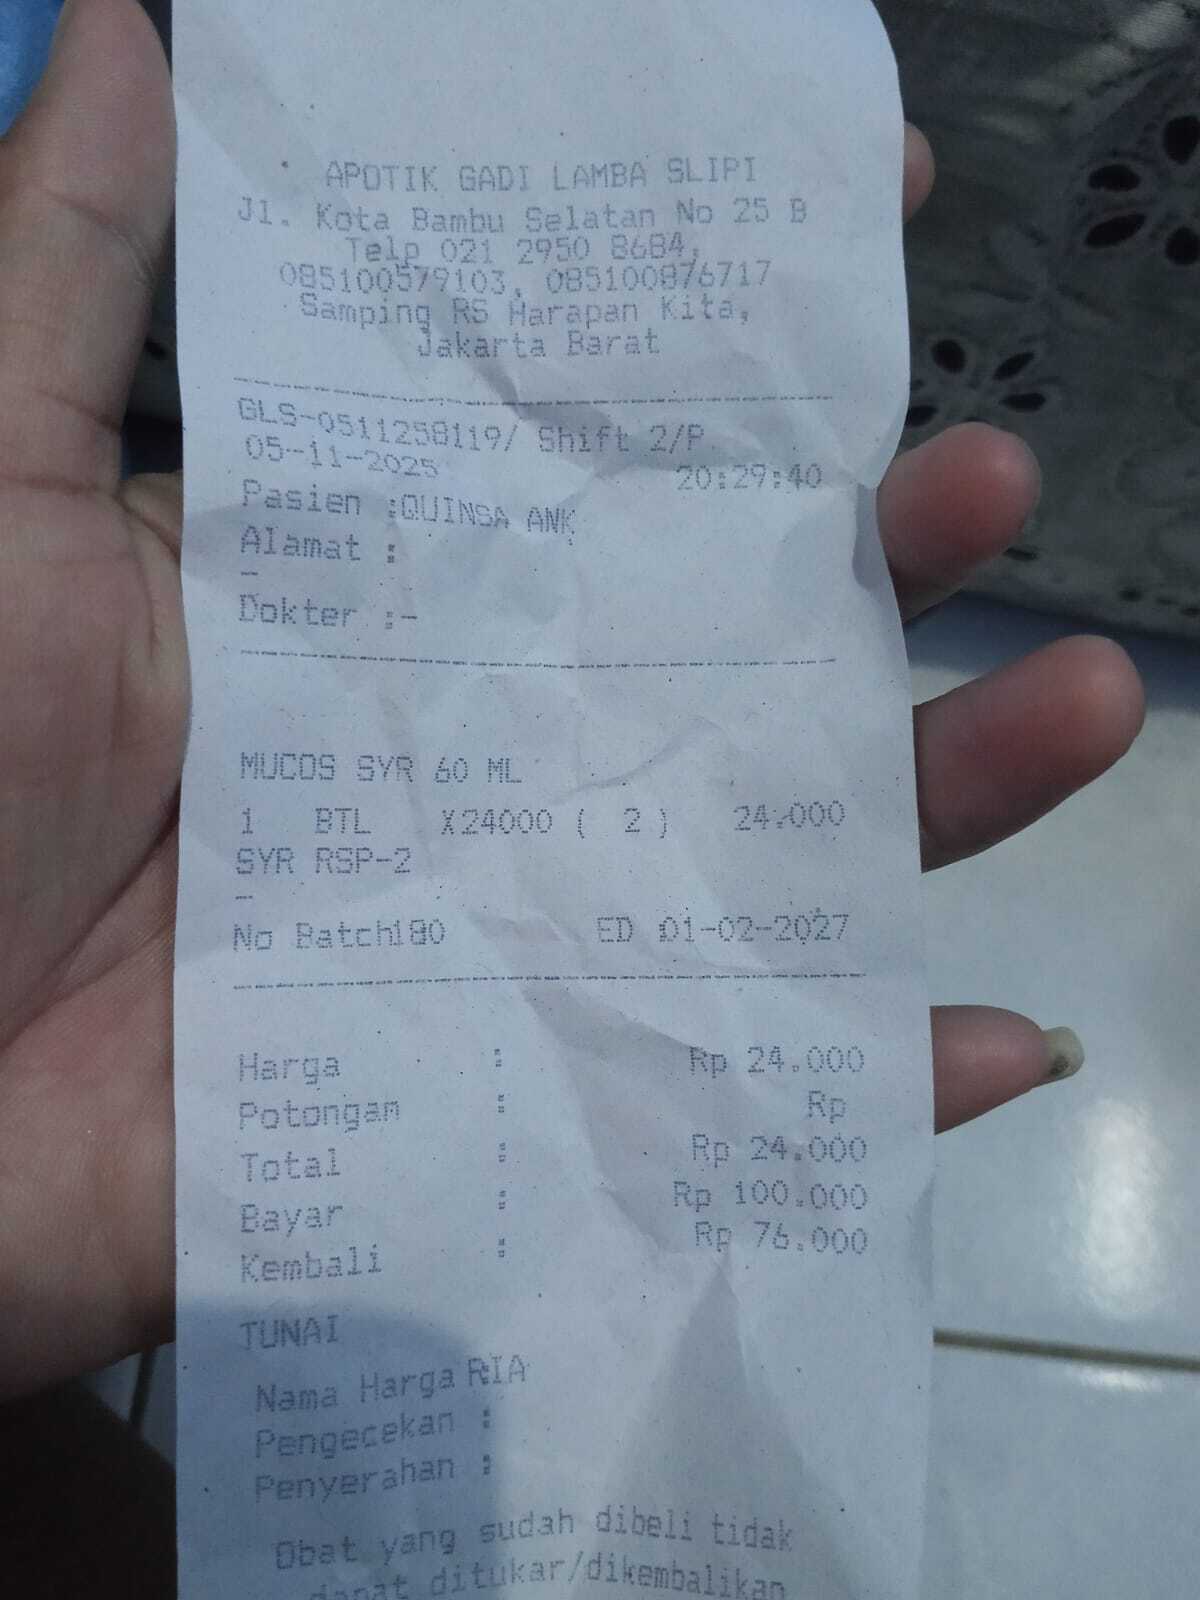 APOTIK GADI LAMBA SLIPI
Jl. Kota Bambu Selatan No 25 B
Telp 021 2950 8684,
085100579103, 085100876717
Samping RS Harapan Kita,
Jakarta Barat
GLS-0511258119/ Shift 2/P
05-11-2025 20:29:40
Pasien :QUINSA ANK
Alamat :
-
Dokter :-
MUCOS SYR 60 ML
1 BTL X24000 ( 2 ) 24.000
SYR RSP-2
-
No Batch180 ED 01-02-2027
Harga : Rp 24.000
Potongam : Rp
Total : Rp 24.000
Bayar : Rp 100.000
Kembali : Rp 76.000
TUNAI
Nama Harga RIA
Pengecekan :
Penyerahan :
Obat yang sudah dibeli tidak
dapat ditukar/dikembalikan